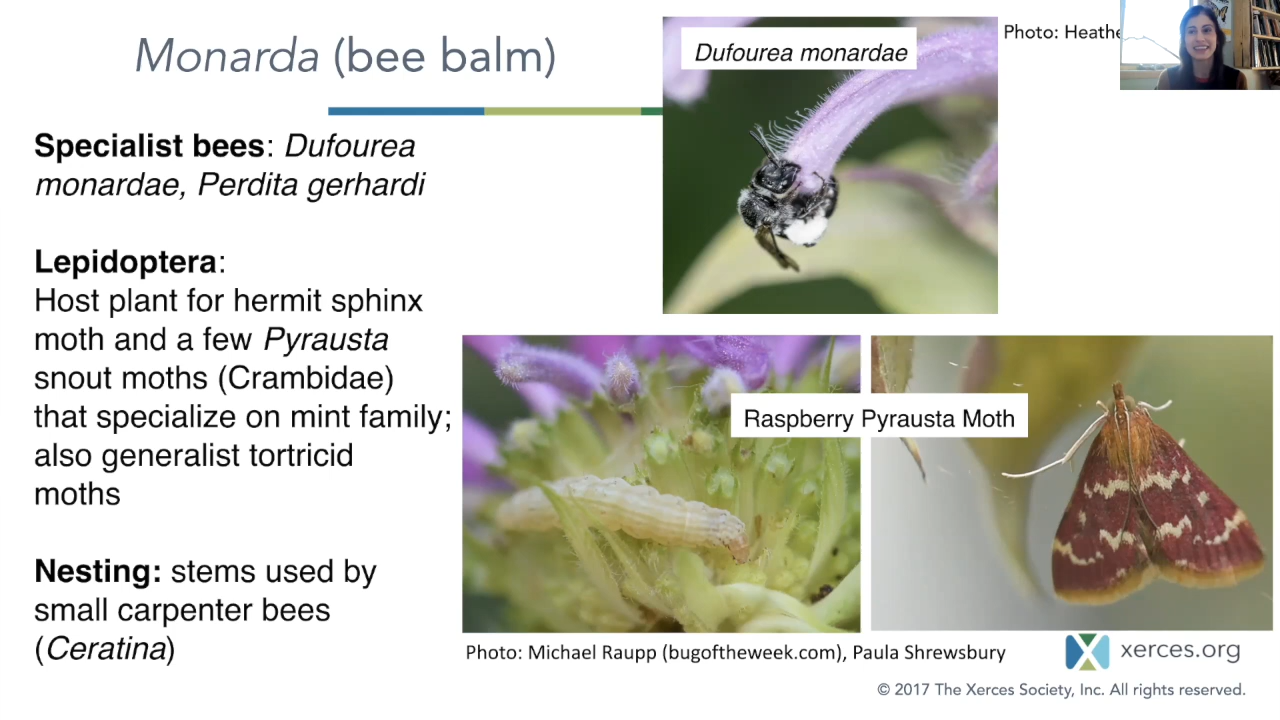 Monarda (bee balm)
Dufourea monardae
Photo: Heathe
Specialist bees: Dufourea
monardae, Perdita gerhardi
Lepidoptera:
Host plant for hermit sphinx
moth and a few Pyrausta
snout moths (Crambidae)
that specialize on mint family;
also generalist tortricid
moths
Nesting: stems used by
small carpenter bees
(Ceratina)
Raspberry Pyrausta Moth
Photo: Michael Raupp (bugoftheweek.com), Paula Shrewsbury
xerces.org
© 2017 The Xerces Society, Inc. All rights reserved.